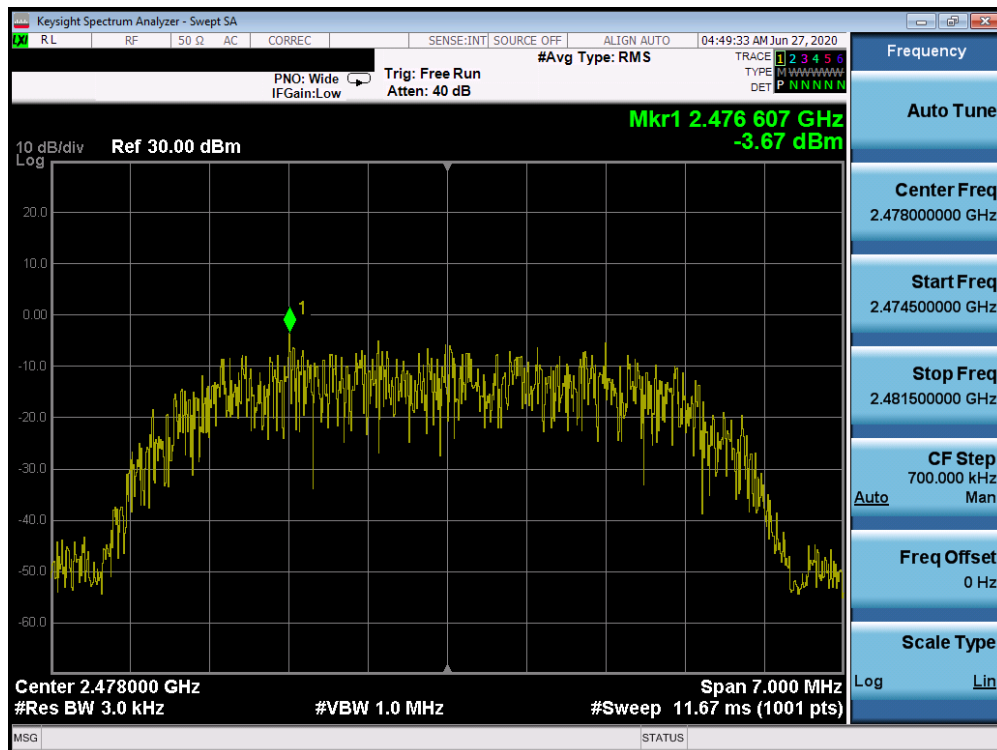 Keysight Spectrum Analyzer - Swept SA
LXI RL RF 50 Ω AC CORREC SENSE:INT SOURCE OFF ALIGN AUTO 04:49:33 AM Jun 27, 2020
Frequency
#Avg Type: RMS
TRACE 1 2 3 4 5 6
PNO: Wide Trig: Free Run
TYPE M W W W W W
IFGain:Low Atten: 40 dB
DET P N N N N N
Mkr1 2.476 607 GHz
-3.67 dBm
10 dB/div Ref 30.00 dBm
Log
20.0
10.0
0.00
-10.0
-20.0
-30.0
-40.0
-50.0
-60.0
1
Center 2.478000 GHz
Span 7.000 MHz
#Res BW 3.0 kHz #VBW 1.0 MHz #Sweep 11.67 ms (1001 pts)
MSG STATUS
Auto Tune
Center Freq
2.478000000 GHz
Start Freq
2.474500000 GHz
Stop Freq
2.481500000 GHz
CF Step
700.000 kHz
Auto Man
Freq Offset
0 Hz
Scale Type
Log Lin